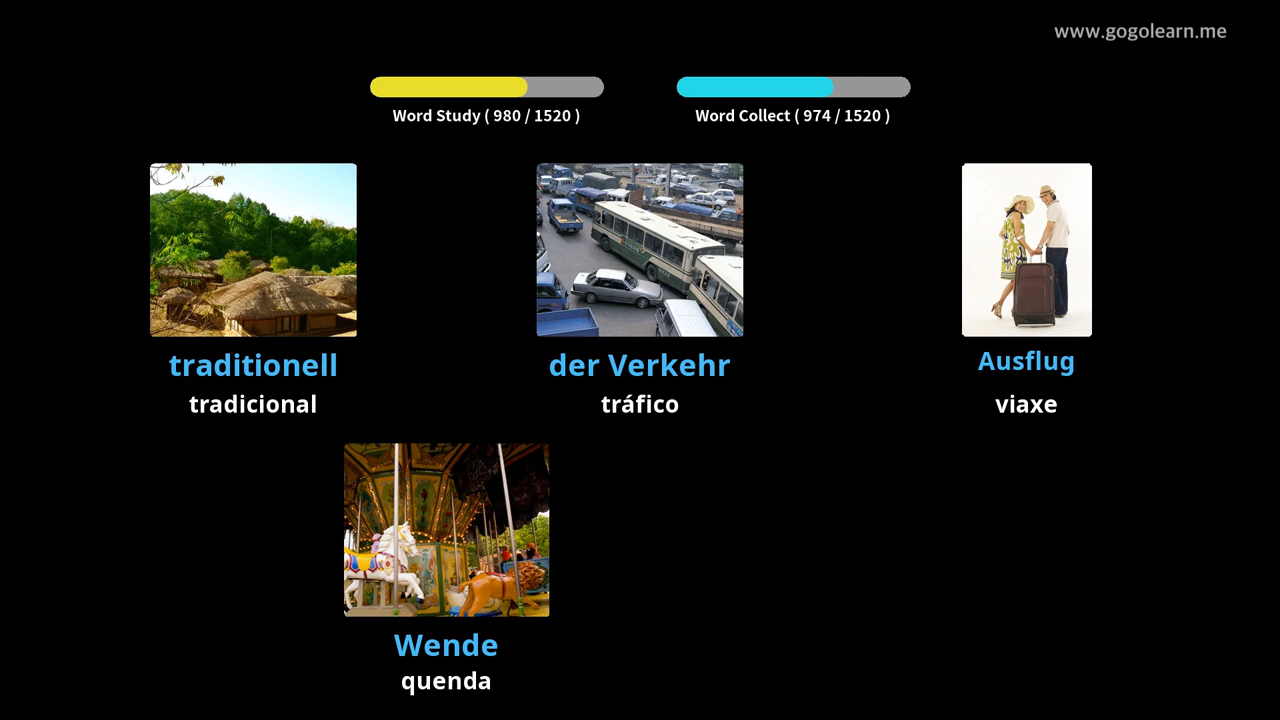 www.gogolearn.me
Word Study ( 980 / 1520 )
Word Collect ( 974 / 1520 )
traditionell
der Verkehr
Ausflug
tradicional
tráfico
viaxe
Wende
quenda